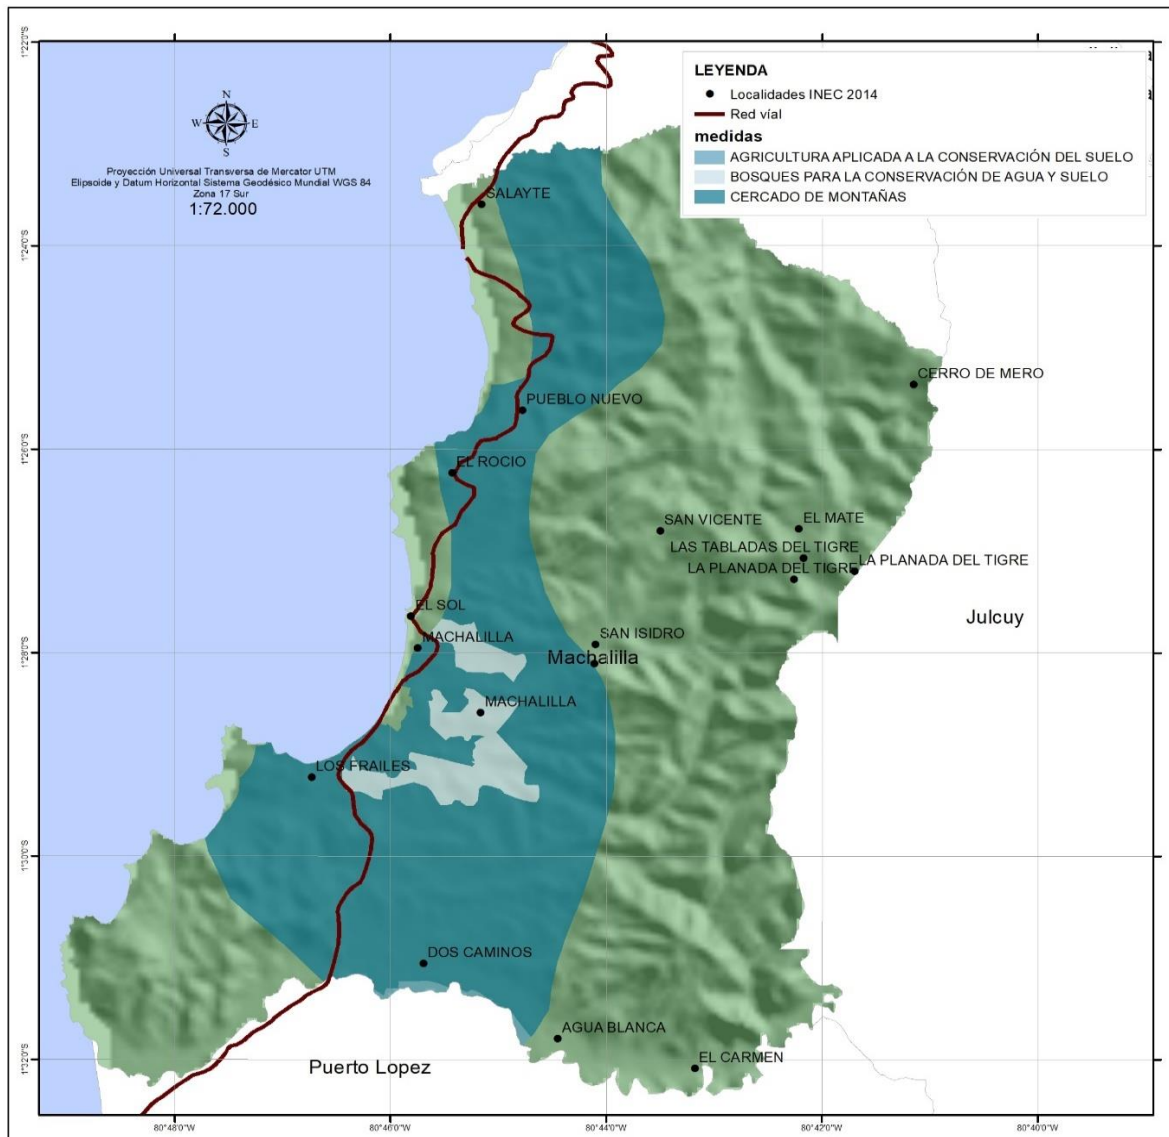 1°22'0"S
N
W
E
S
Proyección Universal Transversa de Mercator UTM
Elipsoide y Datum Horizontal Sistema Geodésico Mundial WGS 84
Zona 17 Sur
1:72.000
LEYENDA
Localidades INEC 2014
Red víal
medidas
AGRICULTURA APLICADA A LA CONSERVACIÓN DEL SUELO
BOSQUES PARA LA CONSERVACIÓN DE AGUA Y SUELO
CERCADO DE MONTAÑAS
SALAYTE
1°24'0"S
CERRO DE MERO
PUEBLO NUEVO
1°26'0"S
EL ROCIO
SAN VICENTE
EL MATE
LAS TABLADAS DEL TIGRE
LA PLANADA DEL TIGRE
LA PLANADA DEL TIGRE
EL SOL
Julcuy
MACHALILLA
SAN ISIDRO
1°28'0"S
Machalilla
MACHALILLA
LOS FRAILES
1°30'0"S
DOS CAMINOS
AGUA BLANCA
1°32'0"S
EL CARMEN
Puerto Lopez
80°48'0"W
80°46'0"W
80°44'0"W
80°42'0"W
80°40'0"W